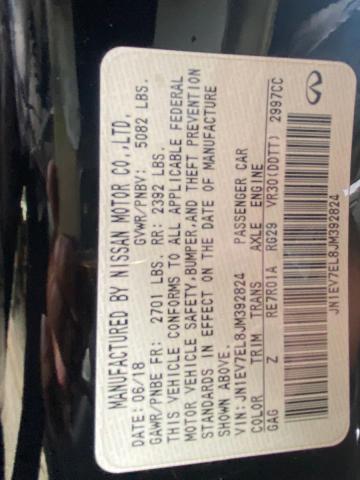 MANUFACTURED BY NISSAN MOTOR CO.,LTD.
DATE: 06/18 GVWR/PNBV: 5082 LBS.
GAWR/PNBE FR: 2701 LBS. RR: 2392 LBS.
THIS VEHICLE CONFORMS TO ALL APPLICABLE FEDERAL
MOTOR VEHICLE SAFETY,BUMPER,AND THEFT PREVENTION
STANDARDS IN EFFECT ON THE DATE OF MANUFACTURE
SHOWN ABOVE.
VIN: JN1EV7EL8JM392824 PASSENGER CAR
COLOR TRIM TRANS AXLE ENGINE
GAG Z RE7R01A RG29 VR30(DDTT) 2997CC
JN1EV7EL8JM392824